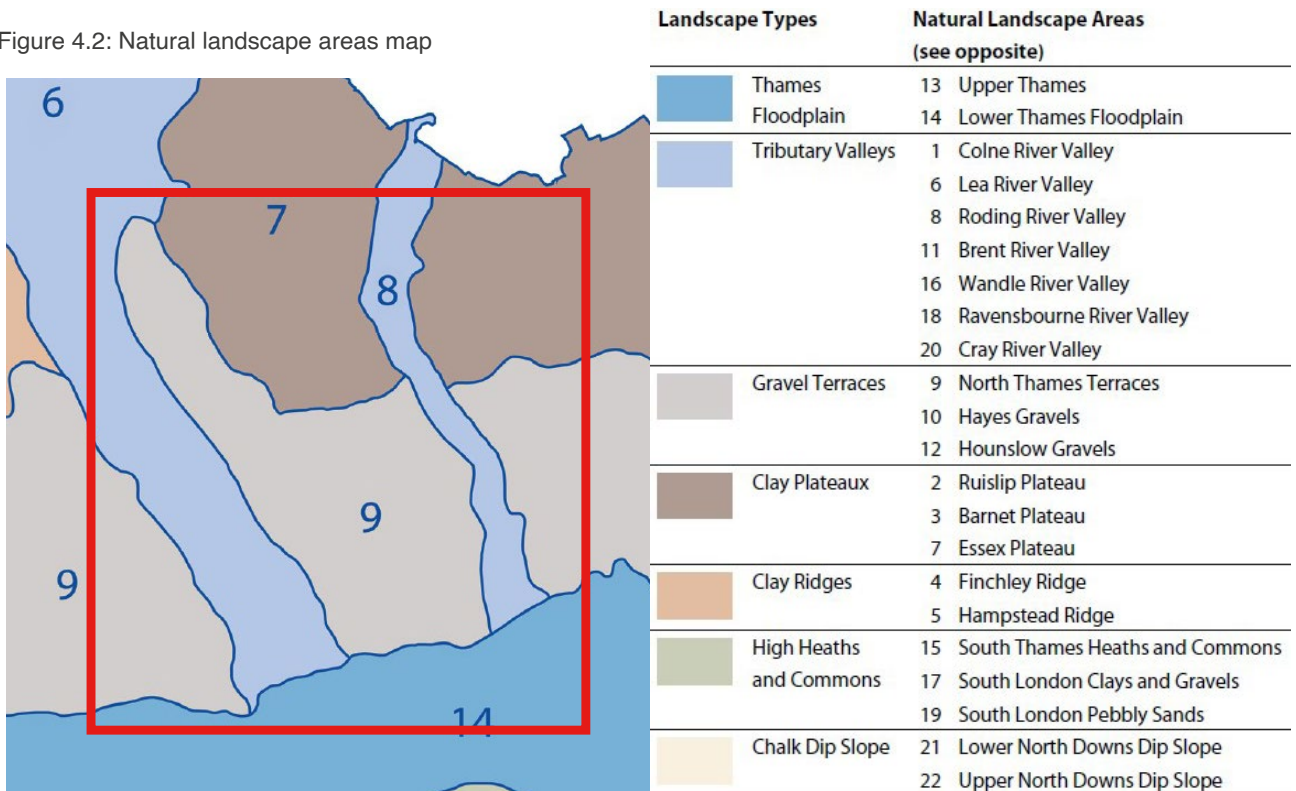 Figure 4.2: Natural landscape areas map
6
7
8
9
9
14
Landscape Types Natural Landscape Areas
(see opposite)
Thames 13 Upper Thames
Floodplain 14 Lower Thames Floodplain
Tributary Valleys 1 Colne River Valley
6 Lea River Valley
8 Roding River Valley
11 Brent River Valley
16 Wandle River Valley
18 Ravensbourne River Valley
20 Cray River Valley
Gravel Terraces 9 North Thames Terraces
10 Hayes Gravels
12 Hounslow Gravels
Clay Plateaux 2 Ruislip Plateau
3 Barnet Plateau
7 Essex Plateau
Clay Ridges 4 Finchley Ridge
5 Hampstead Ridge
High Heaths 15 South Thames Heaths and Commons
and Commons 17 South London Clays and Gravels
19 South London Pebbly Sands
Chalk Dip Slope 21 Lower North Downs Dip Slope
22 Upper North Downs Dip Slope